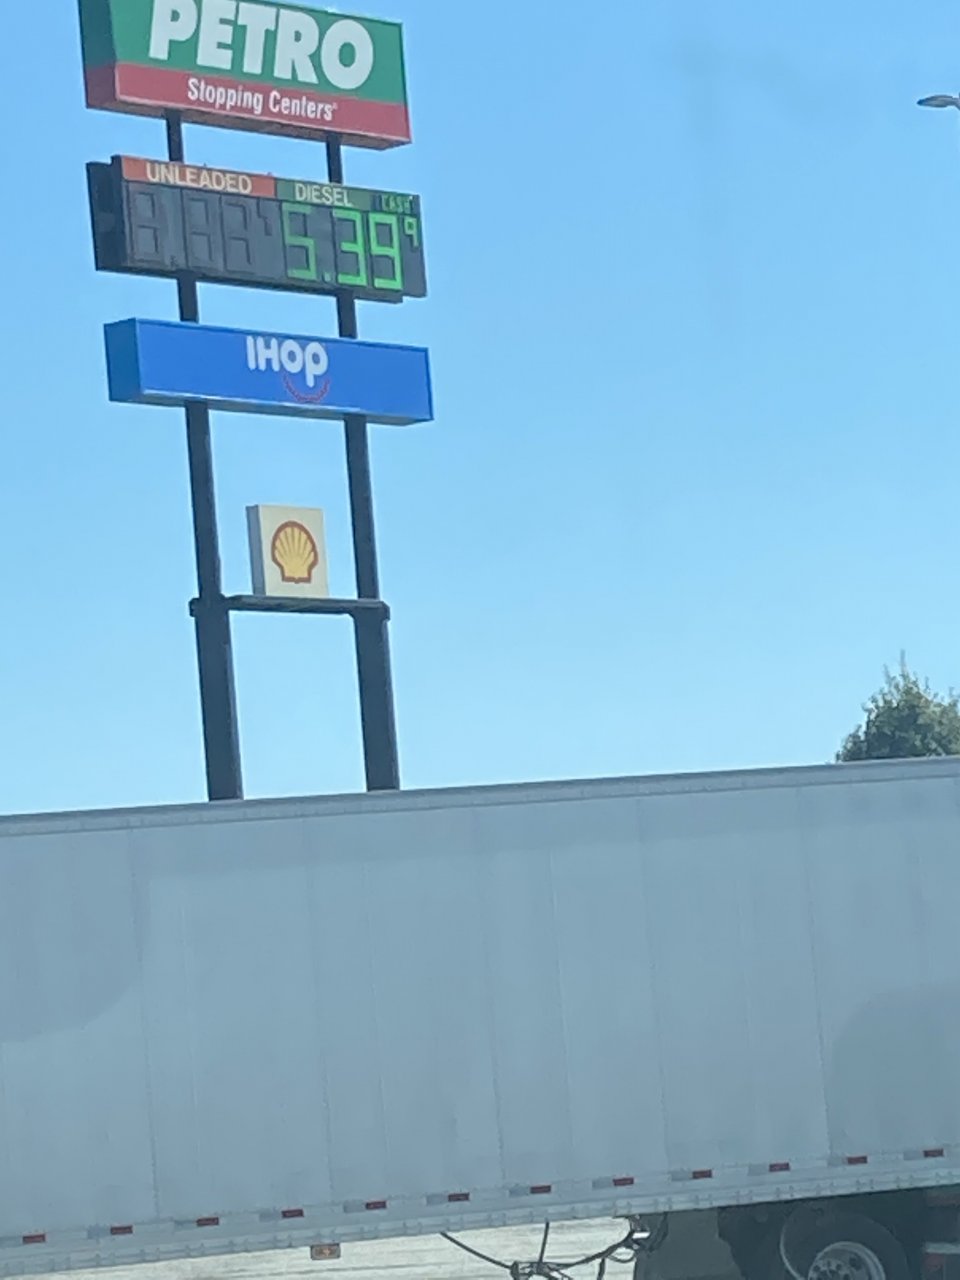 PETRO
Stopping Centers
UNLEADED DIESEL CASH
5.39 9
IHOP